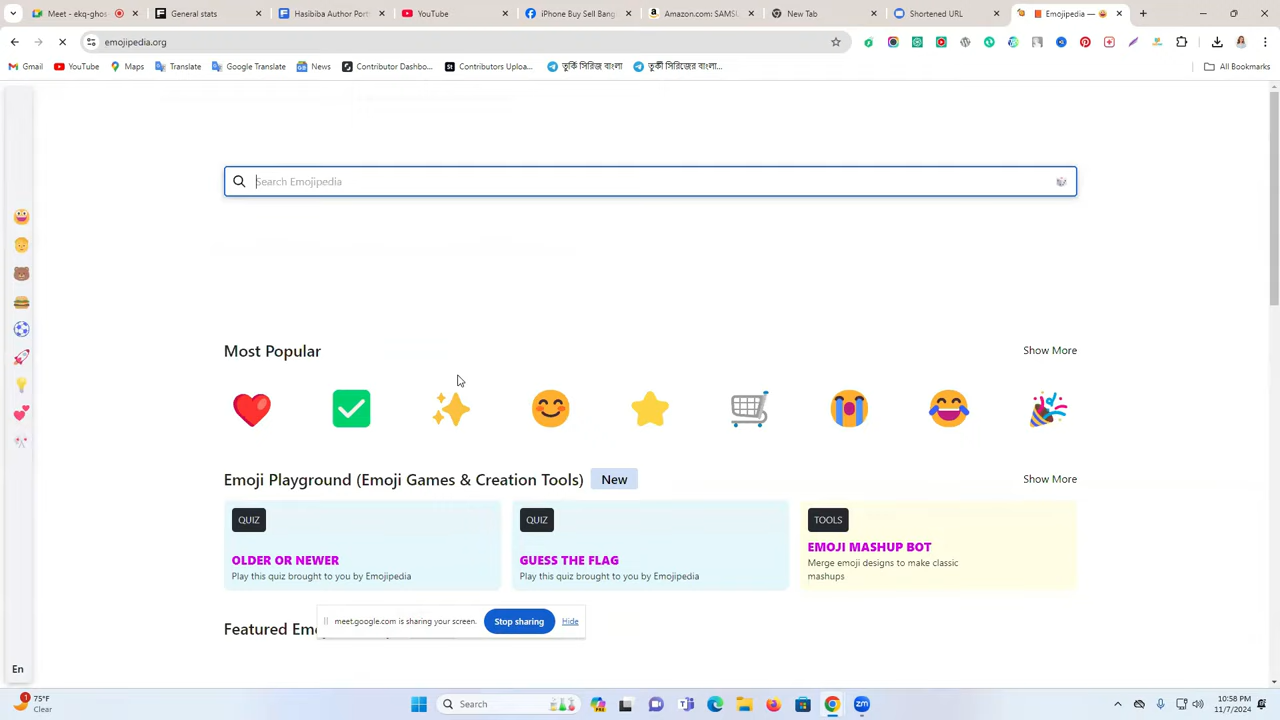 Meet - ekq-ghos
General stats
Hasibiba Adhunder
YouTube
iPhone Buy Sell Bang
Amazon.com SAMSU
New Tab
Shortened URL
Emojipedia —
emojipedia.org
Gmail
YouTube
Maps
Translate
Google Translate
News
Contributor Dashbo...
Contributors Uploa...
তুর্কি সিরিজ বাংলা
তুর্কী সিরিজের বাংলা...
All Bookmarks
Search Emojipedia
Most Popular
Show More
Emoji Playground (Emoji Games & Creation Tools) New
Show More
QUIZ
OLDER OR NEWER
Play this quiz brought to you by Emojipedia
QUIZ
GUESS THE FLAG
Play this quiz brought to you by Emojipedia
TOOLS
EMOJI MASHUP BOT
Merge emoji designs to make classic
mashups
meet.google.com is sharing your screen.
Stop sharing
Hide
Featured Em
En
75°F
Clear
Search
10:58 PM
11/7/2024